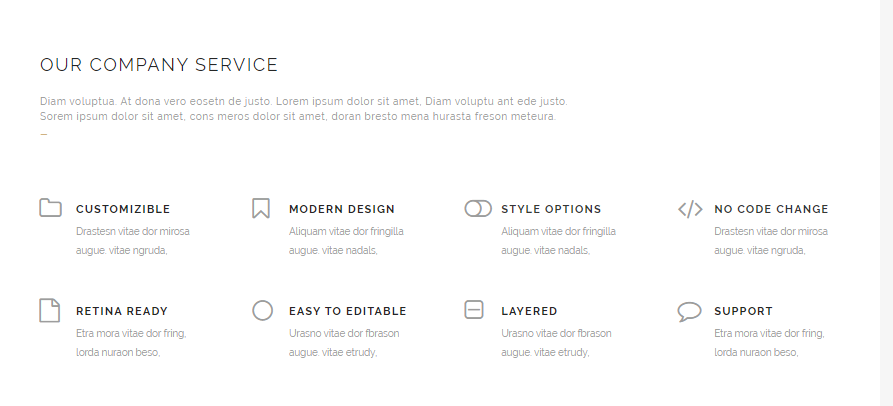 OUR COMPANY SERVICE
Diam voluptua. At dona vero eosetn de justo. Lorem ipsum dolor sit amet, Diam voluptu ant ede justo.
Sorem ipsum dolor sit amet, cons meros dolor sit amet, doran bresto mena hurasta freson meteura.
—
CUSTOMIZIBLE
Drastesn vitae dor mirosa
augue. vitae ngruda,
MODERN DESIGN
Aliquam vitae dor fringilla
augue. vitae nadals,
STYLE OPTIONS
Aliquam vitae dor fringilla
augue. vitae nadals,
NO CODE CHANGE
Drastesn vitae dor mirosa
augue. vitae ngruda,
RETINA READY
Etra mora vitae dor fring,
lorda nuraon beso,
EASY TO EDITABLE
Urasno vitae dor fbrason
augue. vitae etrudy,
LAYERED
Urasno vitae dor fbrason
augue. vitae etrudy,
SUPPORT
Etra mora vitae dor fring,
lorda nuraon beso,